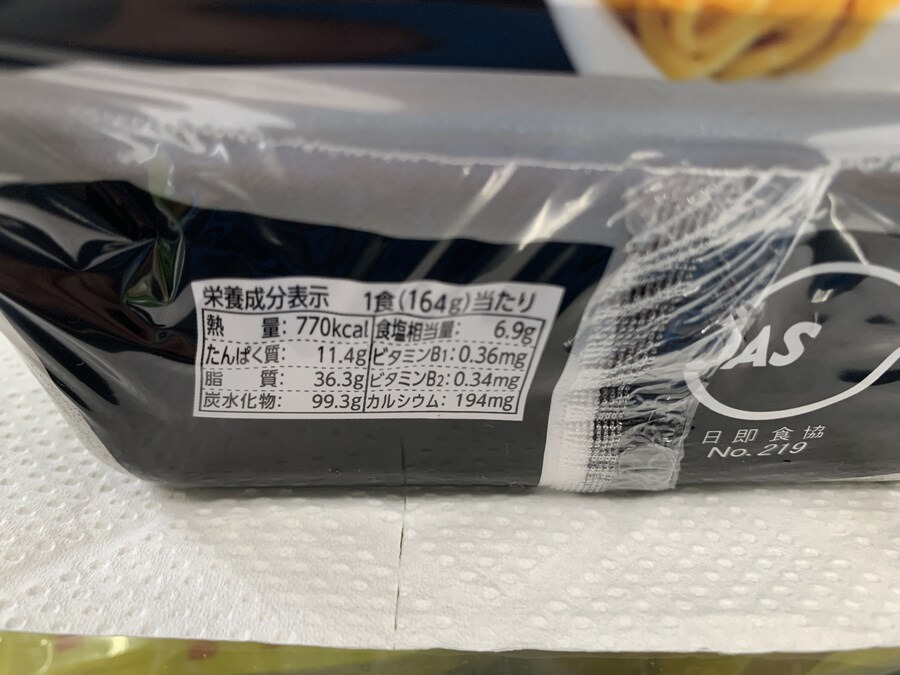 栄養成分表示 1食(164g)当たり
熱 量: 770kcal 食塩相当量: 6.9g
たんぱく質: 11.4g ビタミンB1: 0.36mg
脂 質: 36.3g ビタミンB2: 0.34mg
炭水化物: 99.3g カルシウム: 194mg
JAS
日即食協
No. 219